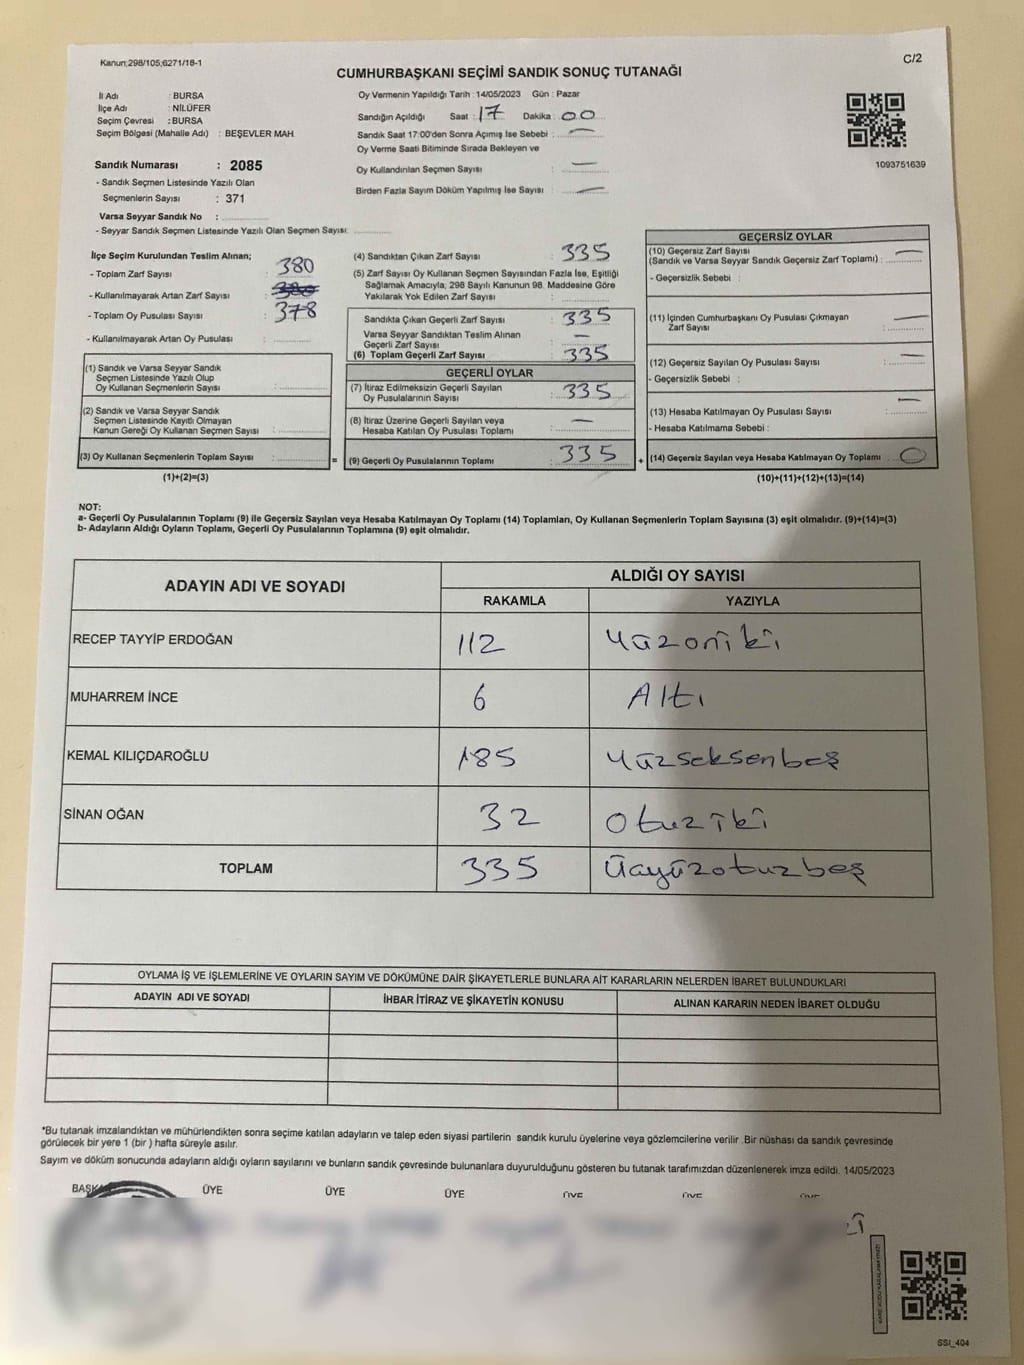 Kanun;298/105;6271/18-1
C/2
CUMHURBAŞKANI SEÇİMİ SANDIK SONUÇ TUTANAĞI
İl Adı : BURSA
İlçe Adı : NİLÜFER
Seçim Çevresi : BURSA
Seçim Bölgesi (Mahalle Adı) : BEŞEVLER MAH.
Oy Vermenin Yapıldığı Tarih : 14/05/2023 Gün : Pazar
Sandığın Açıldığı Saat : 17 Dakika : 00
Sandık Saat 17:00'den Sonra Açımış İse Sebebi : —
Oy Verme Saati Bitiminde Sırada Bekleyen ve
Oy Kullandırılan Seçmen Sayısı : —
Birden Fazla Sayım Döküm Yapılmış İse Sayısı : —
1093751639
Sandık Numarası : 2085
- Sandık Seçmen Listesinde Yazılı Olan
Seçmenlerin Sayısı : 371
Varsa Seyyar Sandık No :
- Seyyar Sandık Seçmen Listesinde Yazılı Olan Seçmen Sayısı:
İlçe Seçim Kurulundan Teslim Alınan;
- Toplam Zarf Sayısı : 380
- Kullanılmayarak Artan Zarf Sayısı :
- Toplam Oy Pusulası Sayısı : 378
- Kullanılmayarak Artan Oy Pusulası :
(1) Sandık ve Varsa Seyyar Sandık
Seçmen Listesinde Yazılı Olup
Oy Kullanan Seçmenlerin Sayısı :
(2) Sandık ve Varsa Seyyar Sandık
Seçmen Listesinde Kayıtlı Olmayan
Kanun Gereği Oy Kullanan Seçmen Sayısı :
(3) Oy Kullanan Seçmenlerin Toplam Sayısı :
=
(1)+(2)=(3)
(4) Sandıktan Çıkan Zarf Sayısı : 335
(5) Zarf Sayısı Oy Kullanan Seçmen Sayısından Fazla İse, Eşitliği
Sağlamak Amacıyla, 298 Sayılı Kanunun 98. Maddesine Göre
Yakılarak Yok Edilen Zarf Sayısı :
Sandıkta Çıkan Geçerli Zarf Sayısı : 335
Varsa Seyyar Sandıktan Teslim Alınan
Geçerli Zarf Sayısı : —
(6) Toplam Geçerli Zarf Sayısı : 335
GEÇERLİ OYLAR
(7) İtiraz Edilmeksizin Geçerli Sayılan
Oy Pusulalarının Sayısı : 335
(8) İtiraz Üzerine Geçerli Sayılan veya
Hesaba Katılan Oy Pusulası Toplamı : —
(9) Geçerli Oy Pusulalarının Toplamı : 335
+
GEÇERSİZ OYLAR
(10) Geçersiz Zarf Sayısı
(Sandık ve Varsa Seyyar Sandık Geçersiz Zarf Toplamı) : —
- Geçersizlik Sebebi :
(11) İçinden Cumhurbaşkanı Oy Pusulası Çıkmayan
Zarf Sayısı : —
(12) Geçersiz Sayılan Oy Pusulası Sayısı : —
- Geçersizlik Sebebi :
(13) Hesaba Katılmayan Oy Pusulası Sayısı : —
- Hesaba Katılmama Sebebi :
(14) Geçersiz Sayılan veya Hesaba Katılmayan Oy Toplamı : 0
(10)+(11)+(12)+(13)=(14)
NOT:
a- Geçerli Oy Pusulalarının Toplamı (9) ile Geçersiz Sayılan veya Hesaba Katılmayan Oy Toplamı (14) Toplamları, Oy Kullanan Seçmenlerin Toplam Sayısına (3) eşit olmalıdır. (9)+(14)=(3)
b- Adayların Aldığı Oyların Toplamı, Geçerli Oy Pusulalarının Toplamına (9) eşit olmalıdır.
ADAYIN ADI VE SOYADI
ALDIĞI OY SAYISI
RAKAMLA YAZIYLA
RECEP TAYYİP ERDOĞAN 112 Yüzoniki
MUHARREM İNCE 6 Altı
KEMAL KILIÇDAROĞLU 185 Yüzseksenbeş
SİNAN OĞAN 32 Otuziki
TOPLAM 335 Üçyüzotuzbeş
OYLAMA İŞ VE İŞLEMLERİNE VE OYLARIN SAYIM VE DÖKÜMÜNE DAİR ŞİKAYETLERLE BUNLARA AİT KARARLARIN NELERDEN İBARET BULUNDUKLARI
ADAYIN ADI VE SOYADI İHBAR İTİRAZ VE ŞİKAYETİN KONUSU ALINAN KARARIN NEDEN İBARET OLDUĞU
*Bu tutanak imzalandıktan ve mühürlendikten sonra seçime katılan adayların ve talep eden siyasi partilerin sandık kurulu üyelerine veya gözlemcilerine verilir .Bir nüshası da sandık çevresinde
görülecek bir yere 1 (bir ) hafta süreyle asılır.
Sayım ve döküm sonucunda adayların aldığı oyların sayılarını ve bunların sandık çevresinde bulunanlara duyurulduğunu gösteren bu tutanak tarafımızdan düzenlenerek imza edildi. 14/05/2023
BAŞKAN ÜYE ÜYE ÜYE ÜYE ÜYE ÜYE
SSİ_404